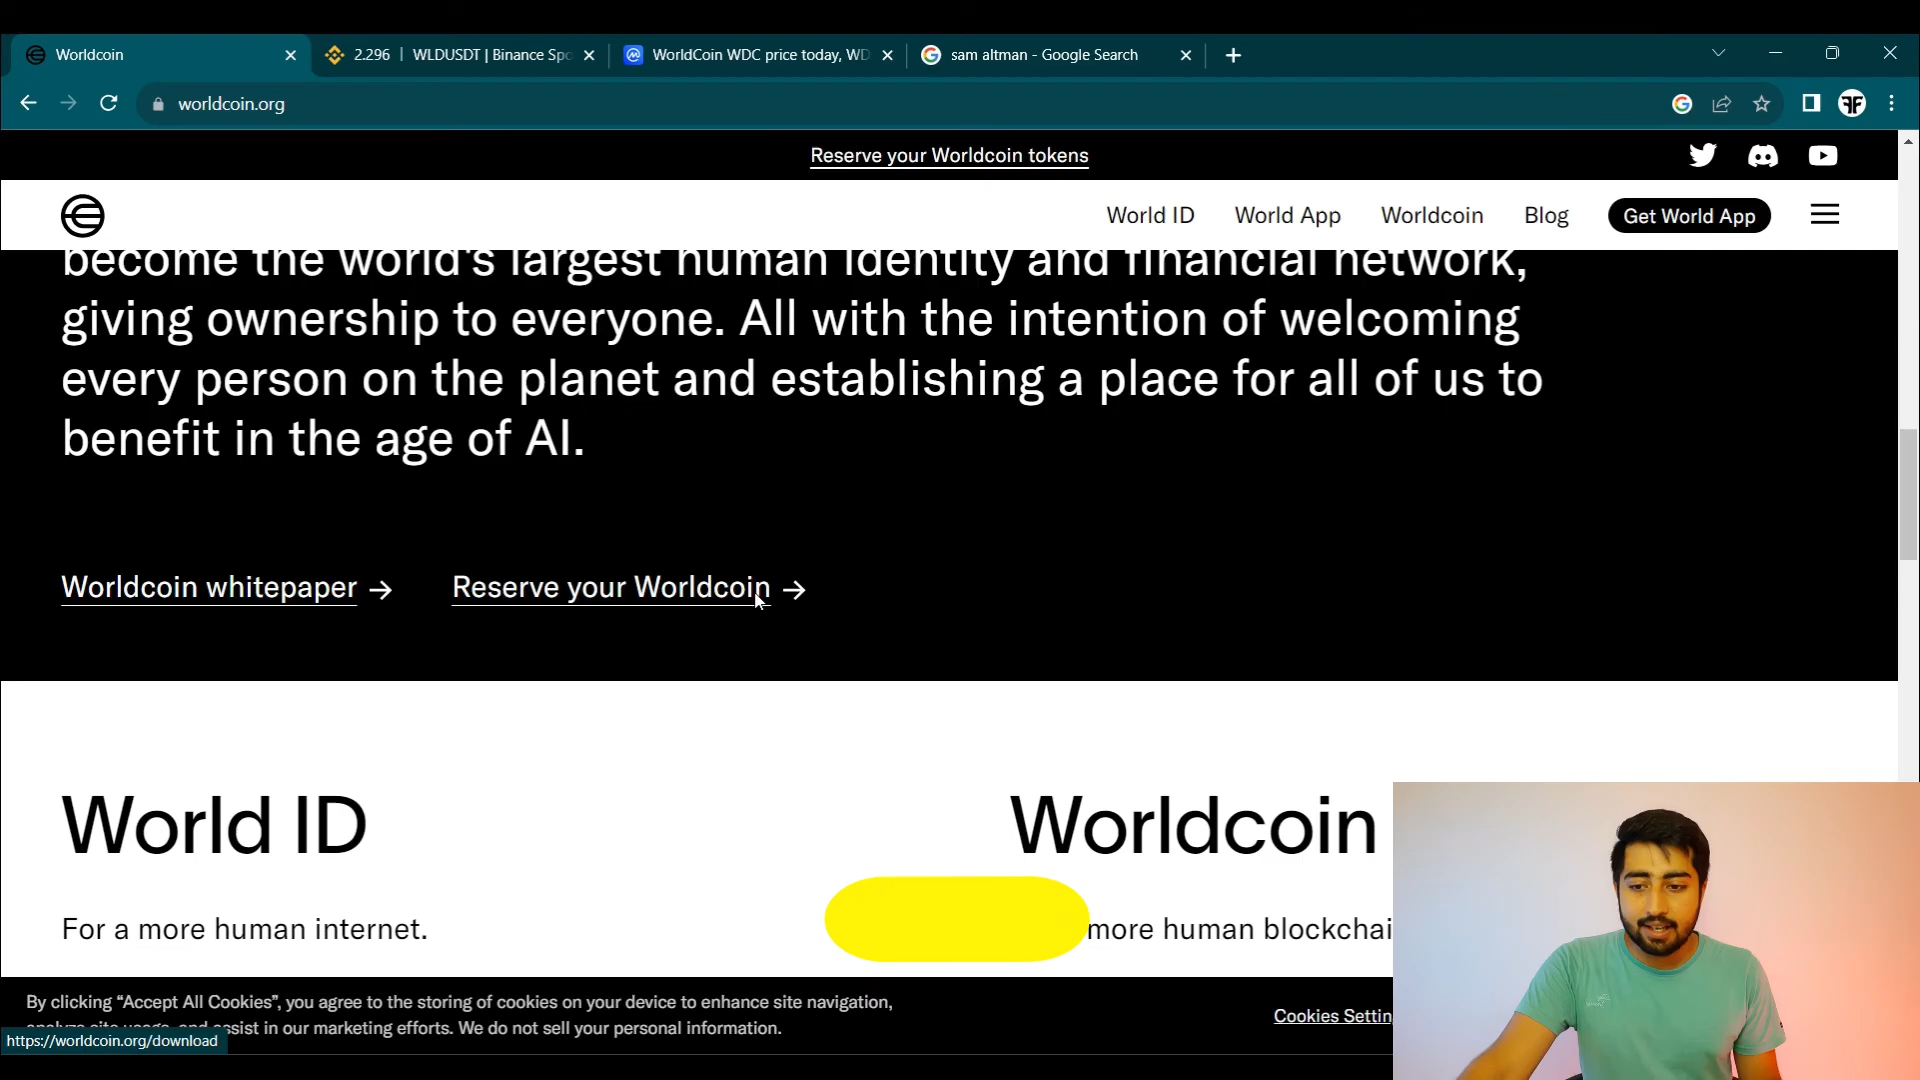 Worldcoin
2.296 | WLDUSDT | Binance Spo
WorldCoin WDC price today, WD
sam altman - Google Search
worldcoin.org
Reserve your Worldcoin tokens
World ID
World App
Worldcoin
Blog
Get World App
become the world's largest human identity and financial network,
giving ownership to everyone. All with the intention of welcoming
every person on the planet and establishing a place for all of us to
benefit in the age of AI.
Worldcoin whitepaper →
Reserve your Worldcoin →
World ID
Worldcoin
For a more human internet.
more human blockchai
By clicking “Accept All Cookies”, you agree to the storing of cookies on your device to enhance site navigation,
analyze site usage, and assist in our marketing efforts. We do not sell your personal information.
Cookies Settin
https://worldcoin.org/download